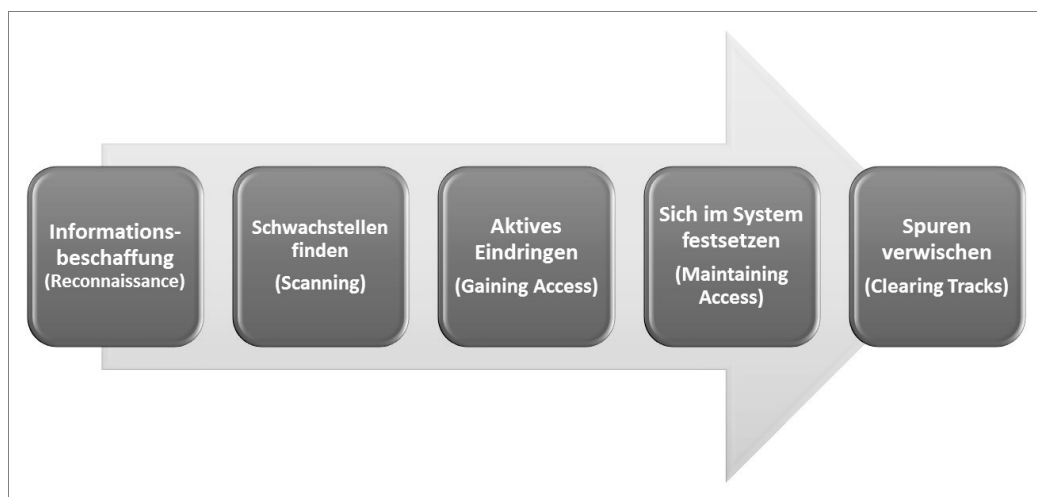 Informations-
beschaffung
(Reconnaissance)
Schwachstellen
finden
(Scanning)
Aktives
Eindringen
(Gaining Access)
Sich im System
festsetzen
(Maintaining
Access)
Spuren
verwischen
(Clearing Tracks)